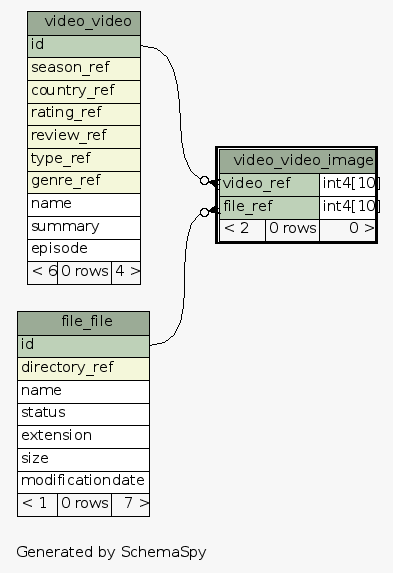 video_video
id
season_ref
country_ref
rating_ref
review_ref
type_ref
genre_ref
name
summary
episode
< 6 0 rows 4 >
video_video_image
video_ref int4[10]
file_ref int4[10]
< 2 0 rows 0 >
file_file
id
directory_ref
name
status
extension
size
modificationdate
< 1 0 rows 7 >
Generated by SchemaSpy